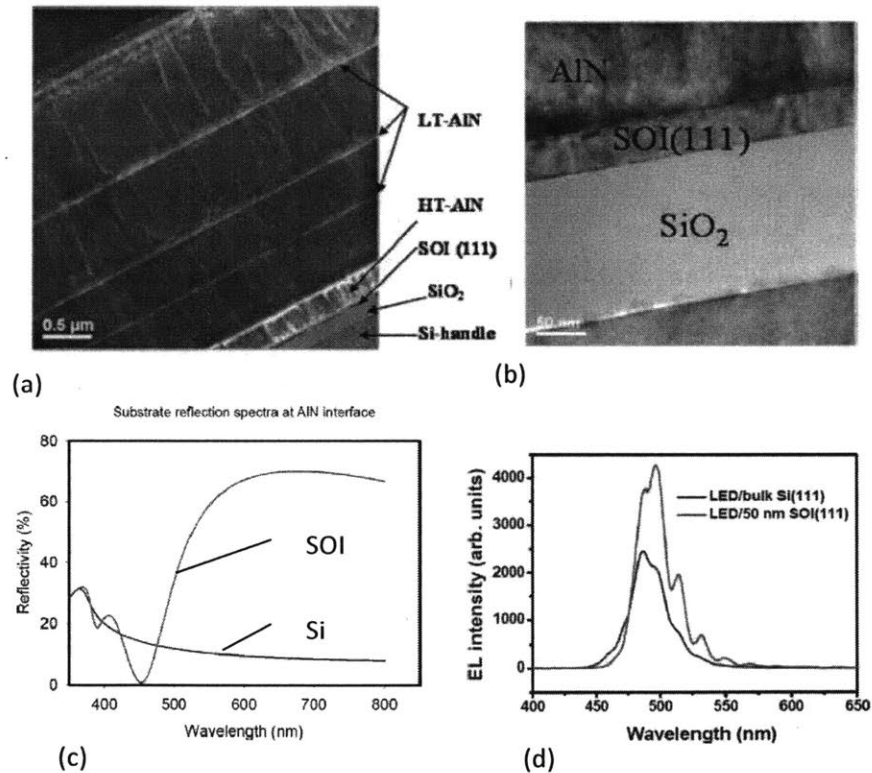 LT-AlN
HT-AlN
SOI (111)
SiO2
Si-handle
0.5 μm
(a)
AlN
SOI(111)
SiO2
50 nm
(b)
Substrate reflection spectra at AlN interface
Reflectivity (%)
80
60
40
20
0
SOI
Si
400 500 600 700 800
Wavelength (nm)
(c)
EL intensity (arb. units)
4000
3000
2000
1000
0
LED/bulk Si(111)
LED/50 nm SOI(111)
400 450 500 550 600 650
Wavelength (nm)
(d)